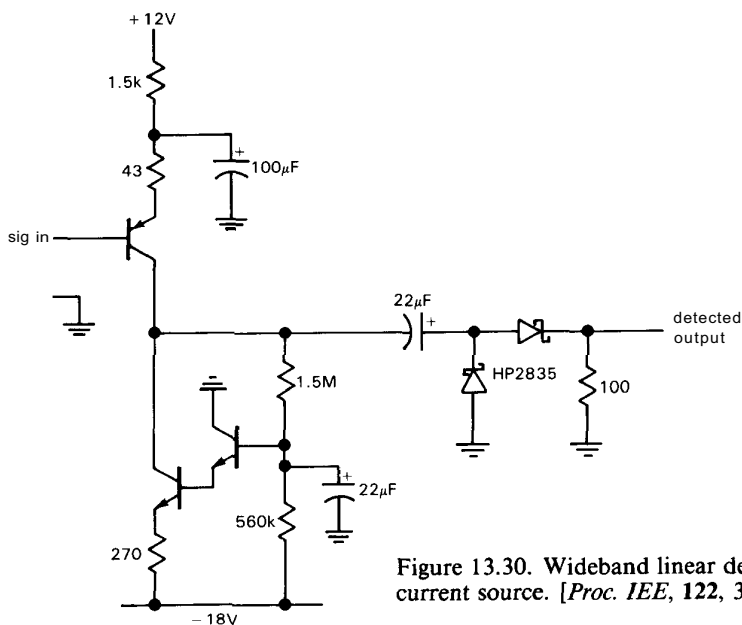 +12V
1.5k
43
+
100μF
sig in
22μF
+
detected
output
HP2835
100
1.5M
+
22μF
560k
270
−18V
Figure 13.30. Wideband linear de
current source. [Proc. IEE, 122, 3